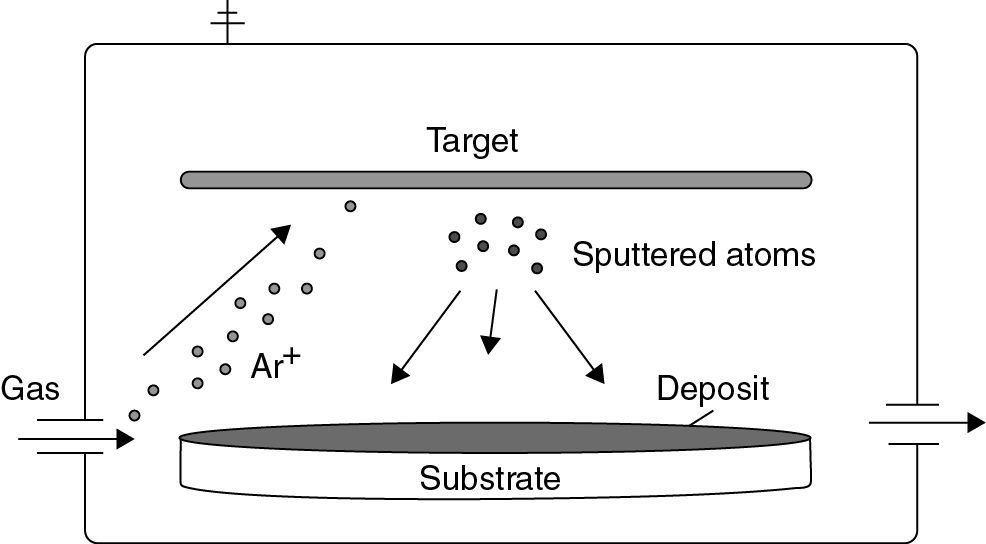 Target
Sputtered atoms
Ar+
Gas
Deposit
Substrate